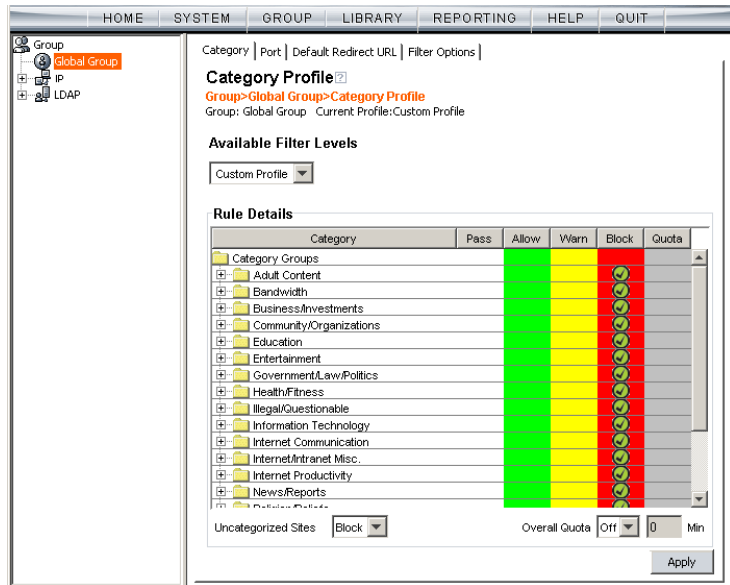 HOME SYSTEM GROUP LIBRARY REPORTING HELP QUIT
Group
Global Group
IP
LDAP
Category Port Default Redirect URL Filter Options
Category Profile ?
Group>Global Group>Category Profile
Group: Global Group Current Profile:Custom Profile
Available Filter Levels
Custom Profile
Rule Details
Category Pass Allow Warn Block Quota
Category Groups
Adult Content
Bandwidth
Business/Investments
Community/Organizations
Education
Entertainment
Government/Law/Politics
Health/Fitness
Illegal/Questionable
Information Technology
Internet Communication
Internet/Intranet Misc.
Internet Productivity
News/Reports
Uncategorized Sites Block Overall Quota Off 0 Min
Apply